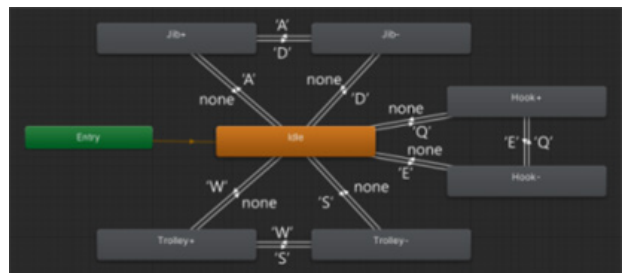 'A'
Jib+
Jib-
'D'
'A'
none
none
'D'
none
Hook+
'Q'
Entry
Idle
none
'E'
'Q'
'E'
Hook-
'W'
none
none
'S'
'W'
Trolley+
Trolley-
'S'